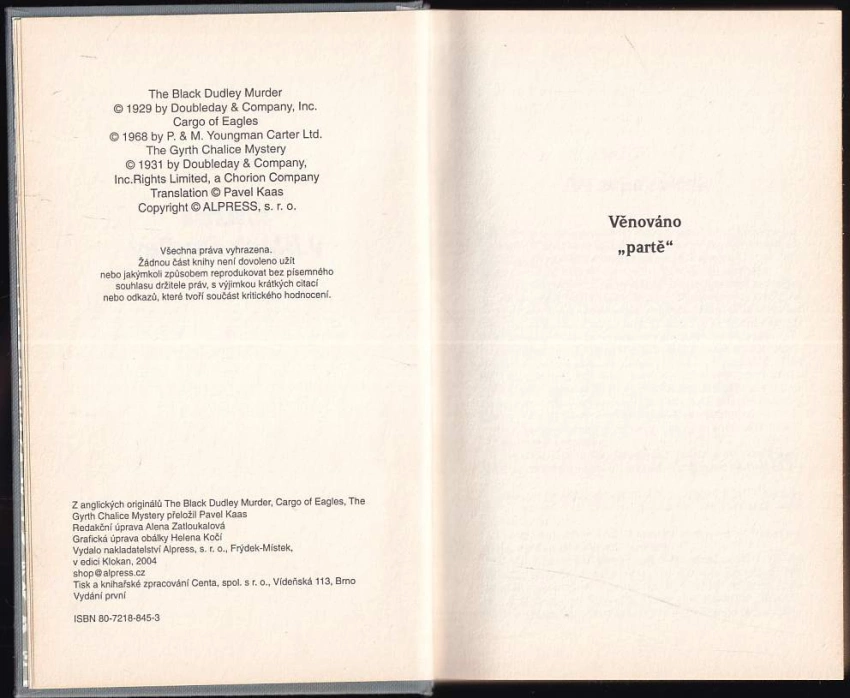 The Black Dudley Murder
© 1929 by Doubleday & Company, Inc.
Cargo of Eagles
© 1968 by P. & M. Youngman Carter Ltd.
The Gyrth Chalice Mystery
© 1931 by Doubleday & Company,
Inc.Rights Limited, a Chorion Company
Translation © Pavel Kaas
Copyright © ALPRESS, s. r. o.
Všechna práva vyhrazena.
Žádnou část knihy není dovoleno užít
nebo jakýmkoli způsobem reprodukovat bez písemného
souhlasu držitele práv, s výjimkou krátkých citací
nebo odkazů, které tvoří součást kritického hodnocení.
Z anglických originálů The Black Dudley Murder, Cargo of Eagles, The
Gyrth Chalice Mystery přeložil Pavel Kaas
Redakční úprava Alena Zatloukalová
Grafická úprava obálky Helena Kočí
Vydalo nakladatelství Alpress, s. r. o., Frýdek-Místek,
v edici Klokan, 2004
shop@alpress.cz
Tisk a knihařské zpracování Centa, spol. s r. o., Vídeňská 113, Brno
Vydání první
ISBN 80-7218-845-3
Věnováno
„partě“